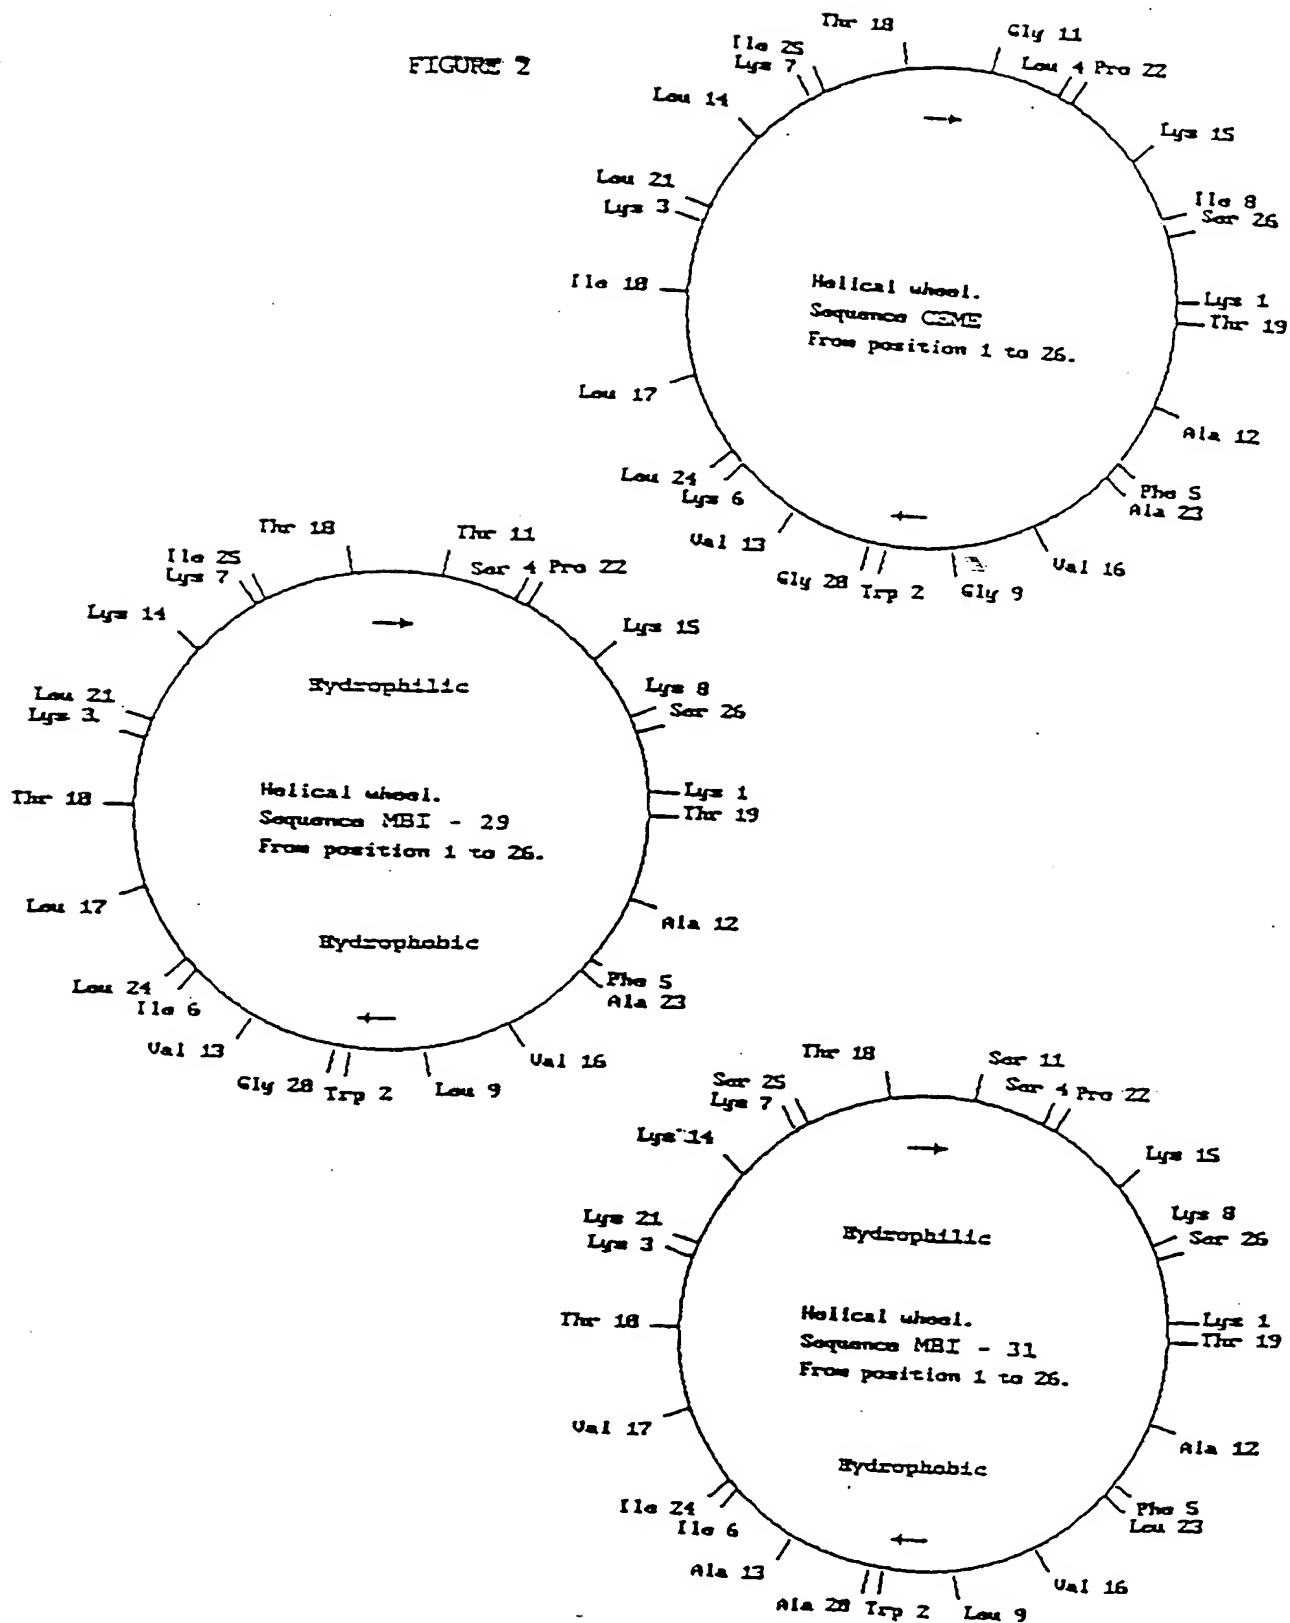 FIGURE 2
Thr 18
Gly 11
Ile 25
Lys 7
Leu 4 Pro 22
Leu 14
Lys 15
Leu 21
Lys 3
Ile 8
Ser 26
Ile 18
Lys 1
Thr 19
Helical wheel.
Sequence CEME
From position 1 to 26.
Leu 17
Ala 12
Leu 24
Lys 6
Phe 5
Ala 23
Val 13
Val 16
Gly 20 Trp 2
Gly 9
Thr 18
Thr 11
Ile 25
Lys 7
Ser 4 Pro 22
Lys 14
Lys 15
Hydrophilic
Leu 21
Lys 3
Lys 8
Ser 26
Thr 18
Lys 1
Thr 19
Helical wheel.
Sequence MBI - 29
From position 1 to 26.
Leu 17
Ala 12
Hydrophobic
Leu 24
Ile 6
Phe 5
Ala 23
Val 13
Val 16
Gly 20 Trp 2
Leu 9
Thr 18
Ser 11
Ser 25
Lys 7
Ser 4 Pro 22
Lys 14
Lys 15
Lys 21
Lys 3
Lys 8
Ser 26
Hydrophilic
Thr 18
Lys 1
Thr 19
Helical wheel.
Sequence MBI - 31
From position 1 to 26.
Val 17
Ala 12
Hydrophobic
Ile 24
Ile 6
Phe 5
Leu 23
Ala 13
Val 16
Ala 20 Trp 2
Leu 9